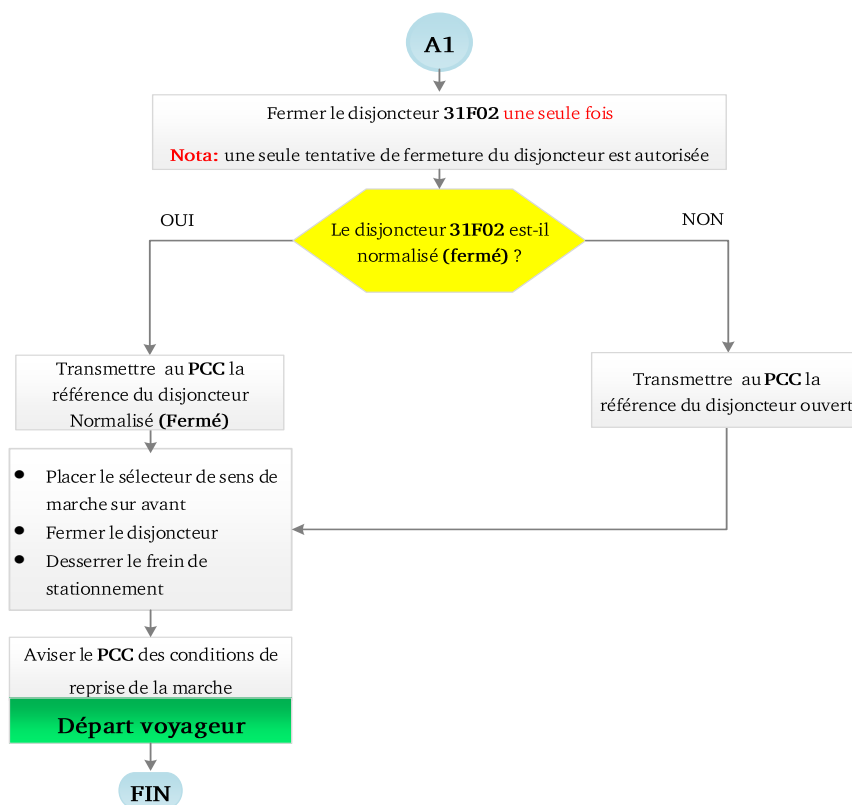 A1
Fermer le disjoncteur 31F02 une seule fois
Nota: une seule tentative de fermeture du disjoncteur est autorisée
OUI
NON
Le disjoncteur 31F02 est-il
normalisé (fermé) ?
Transmettre au PCC la
référence du disjoncteur
Normalisé (Fermé)
Transmettre au PCC la
référence du disjoncteur ouvert
• Placer le sélecteur de sens de
marche sur avant
• Fermer le disjoncteur
• Desserrer le frein de
stationnement
Aviser le PCC des conditions de
reprise de la marche
Départ voyageur
FIN